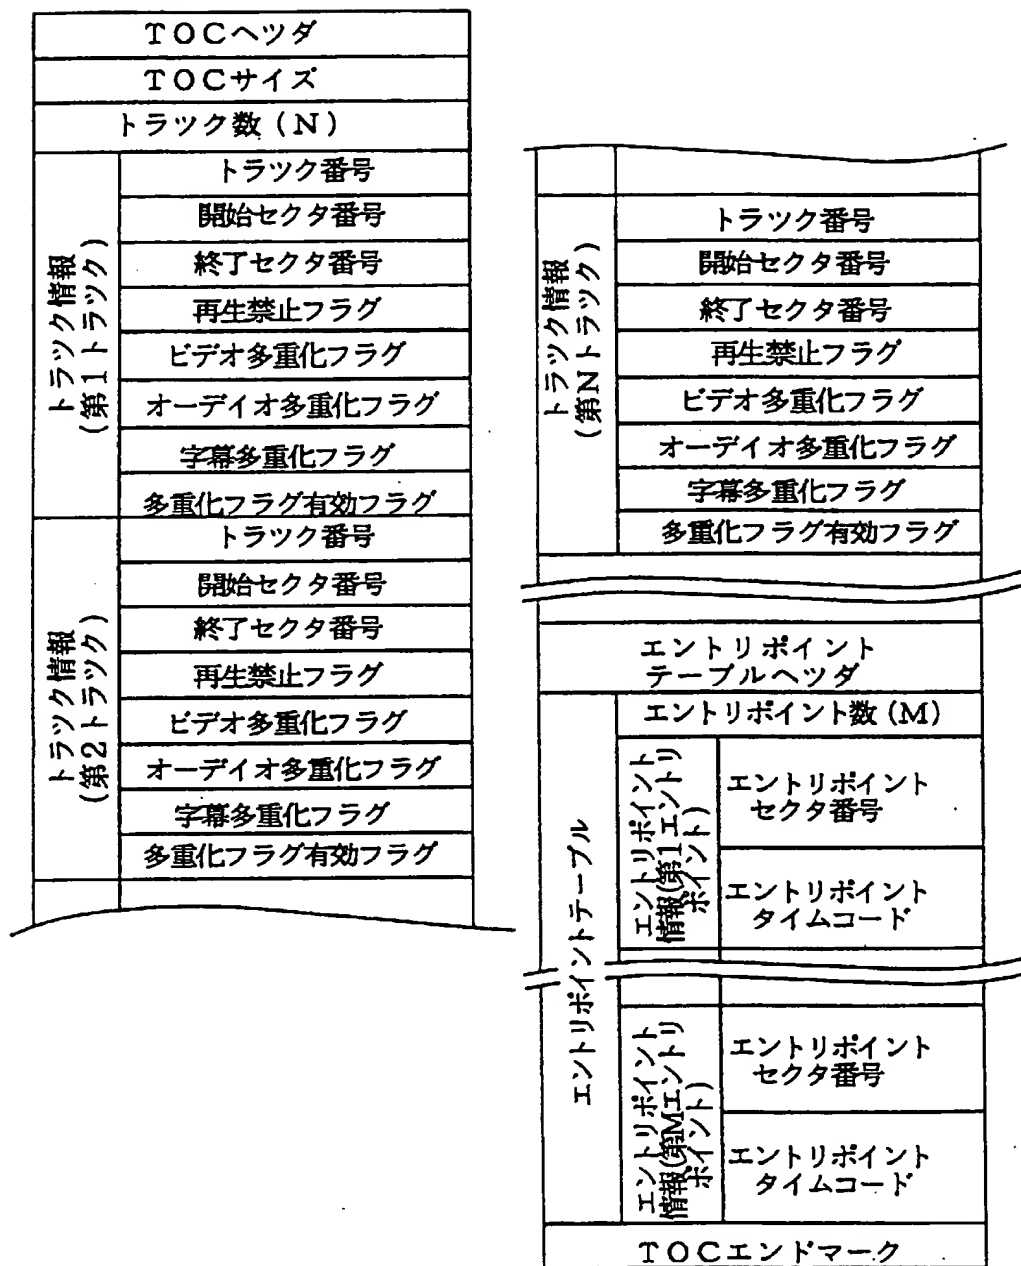 TOCヘツダ
TOCサイズ
トラック数（N）
トラック情報
（第1トラック）
トラック番号
開始セクタ番号
終了セクタ番号
再生禁止フラグ
ビデオ多重化フラグ
オーデイオ多重化フラグ
字幕多重化フラグ
多重化フラグ有効フラグ
トラック情報
（第2トラック）
トラック番号
開始セクタ番号
終了セクタ番号
再生禁止フラグ
ビデオ多重化フラグ
オーデイオ多重化フラグ
字幕多重化フラグ
多重化フラグ有効フラグ
トラック情報
（第Nトラック）
トラック番号
開始セクタ番号
終了セクタ番号
再生禁止フラグ
ビデオ多重化フラグ
オーデイオ多重化フラグ
字幕多重化フラグ
多重化フラグ有効フラグ
エントリポイント
テーブルヘツダ
エントリポイントテーブル
エントリポイント数（M）
エントリポイント
情報（第1エントリ
ポイント）
エントリポイント
セクタ番号
エントリポイント
タイムコード
エントリポイント
情報（第Mエントリ
ポイント）
エントリポイント
セクタ番号
エントリポイント
タイムコード
TOCエンドマーク